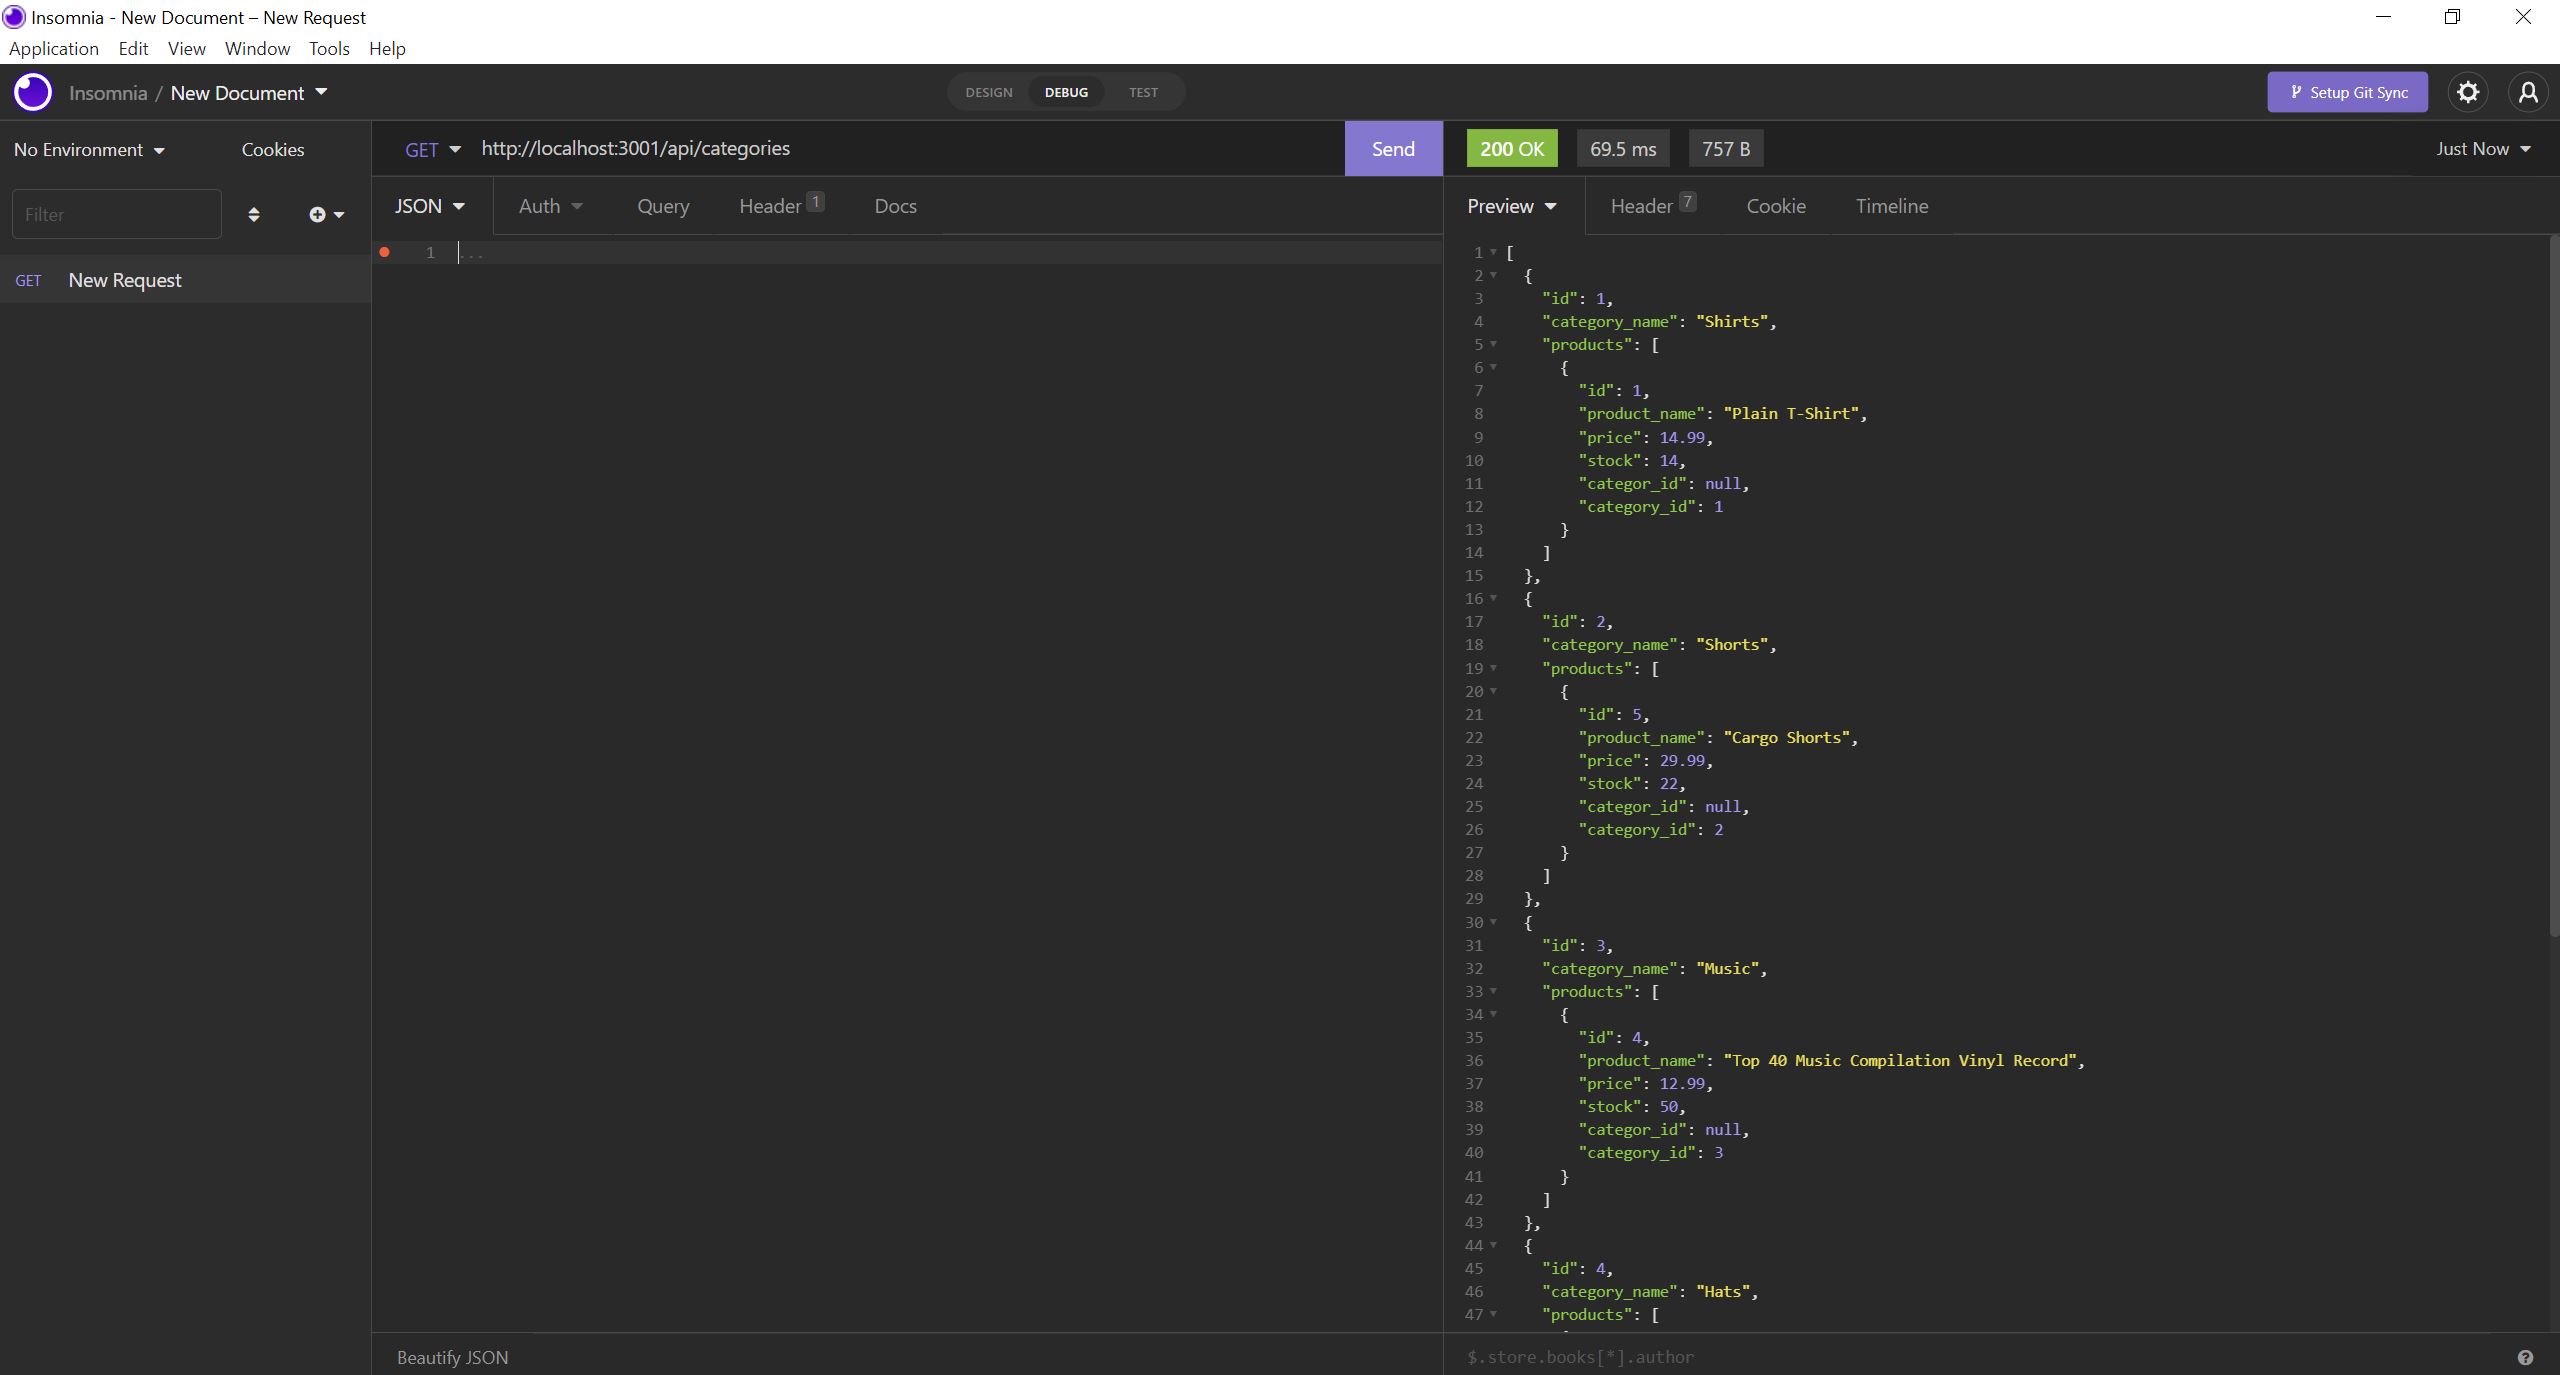 Insomnia - New Document – New Request
Application Edit View Window Tools Help
Insomnia / New Document
DESIGN DEBUG TEST
Setup Git Sync
No Environment Cookies
GET http://localhost:3001/api/categories Send
200 OK 69.5 ms 757 B Just Now
Filter
JSON Auth Query Header 1 Docs
Preview Header 7 Cookie Timeline
GET New Request
1 ...
1 [
2 {
3 "id": 1,
4 "category_name": "Shirts",
5 "products": [
6 {
7 "id": 1,
8 "product_name": "Plain T-Shirt",
9 "price": 14.99,
10 "stock": 14,
11 "categor_id": null,
12 "category_id": 1
13 }
14 ]
15 },
16 {
17 "id": 2,
18 "category_name": "Shorts",
19 "products": [
20 {
21 "id": 5,
22 "product_name": "Cargo Shorts",
23 "price": 29.99,
24 "stock": 22,
25 "categor_id": null,
26 "category_id": 2
27 }
28 ]
29 },
30 {
31 "id": 3,
32 "category_name": "Music",
33 "products": [
34 {
35 "id": 4,
36 "product_name": "Top 40 Music Compilation Vinyl Record",
37 "price": 12.99,
38 "stock": 50,
39 "categor_id": null,
40 "category_id": 3
41 }
42 ]
43 },
44 {
45 "id": 4,
46 "category_name": "Hats",
47 "products": [
Beautify JSON
$.store.books[*].author